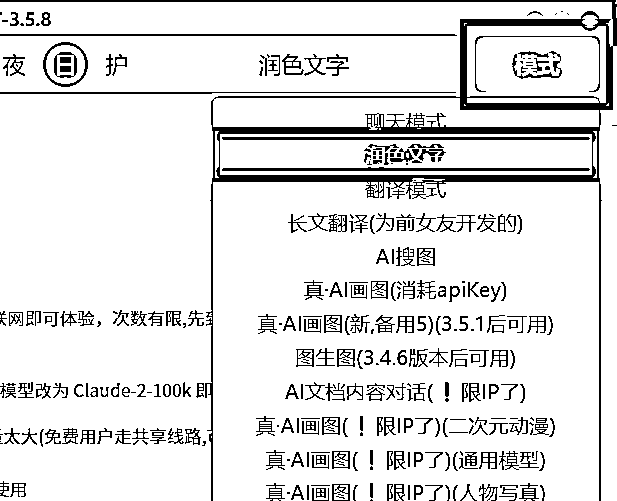 -3.5.8
夜 日 护
润色文字
模式
聊天模式
润色文字
翻译模式
长文翻译(为前女友开发的)
AI搜图
真·AI画图(消耗apiKey)
联网即可体验，次数有限,先到
真·AI画图(新,备用5)(3.5.1后可用)
图生图(3.4.6版本后可用)
模型改为 Claude-2-100k 即
AI文档内容对话(❗限IP了)
真·AI画图(❗限IP了)(二次元动漫)
量太大(免费用户走共享线路,
真·AI画图(❗限IP了)(通用模型)
使用
真·AI画图(❗限IP了)(人物写真)